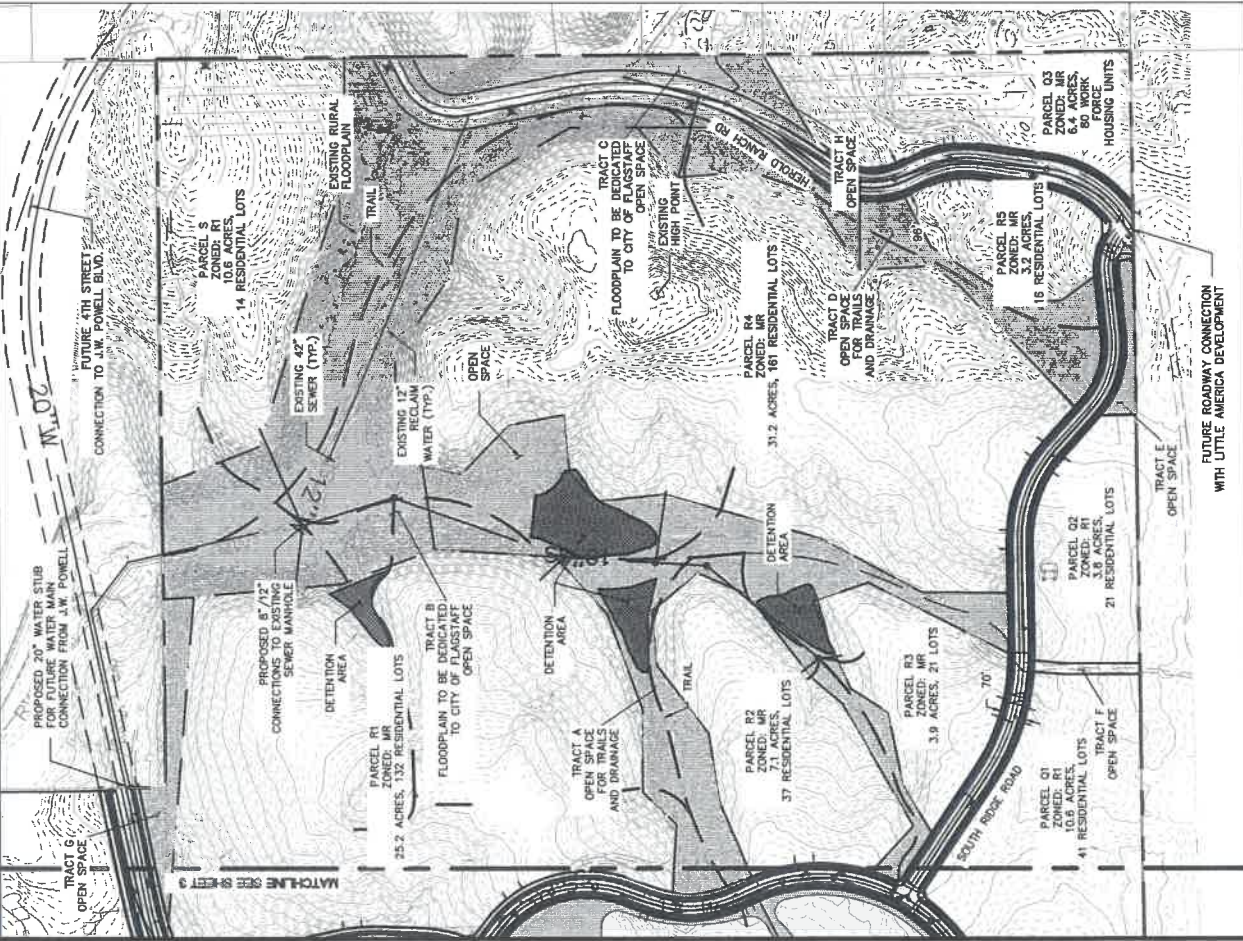 FUTURE 4TH STREET
CONNECTION TO J.W. POWELL BLVD.
20" W
PROPOSED 20" WATER STUB
FOR FUTURE WATER MAIN
CONNECTION FROM J.W. POWELL
TRACT G
OPEN SPACE
MATCHLINE SEE SHEET 3
PARCEL S
ZONED: R1
10.6 ACRES,
14 RESIDENTIAL LOTS
EXISTING RURAL
FLOODPLAIN
TRAIL
EXISTING 42"
SEWER (TYP.)
12"
EXISTING 12"
RECLAIM
WATER (TYP.)
OPEN
SPACE
PROPOSED 8"/12"
CONNECTIONS TO EXISTING
SEWER MANHOLE
DETENTION
AREA
PARCEL R1
ZONED: MR
25.2 ACRES, 132 RESIDENTIAL LOTS
TRACT B
FLOODPLAIN TO BE DEDICATED
TO CITY OF FLAGSTAFF
OPEN SPACE
DETENTION
AREA
TRACT A
OPEN SPACE
FOR TRAILS
AND DRAINAGE
TRAIL
TRACT C
FLOODPLAIN TO BE DEDICATED
TO CITY OF FLAGSTAFF
OPEN SPACE
EXISTING
HIGH POINT
HEROLD RANCH RD
TRACT H
OPEN SPACE
PARCEL R4
ZONED: MR
31.2 ACRES, 161 RESIDENTIAL LOTS
DETENTION
AREA
TRACT D
OPEN SPACE
FOR TRAILS
AND DRAINAGE
PARCEL R2
ZONED: MR
7.1 ACRES,
37 RESIDENTIAL LOTS
PARCEL R3
ZONED: MR
3.9 ACRES, 21 LOTS
PARCEL R5
ZONED: MR
3.2 ACRES,
16 RESIDENTIAL LOTS
PARCEL Q3
ZONED: MR
6.4 ACRES,
80 WORK
FORCE
HOUSING UNITS
SOUTH RIDGE ROAD
70'
PARCEL Q1
ZONED: R1
10.6 ACRES,
41 RESIDENTIAL LOTS
TRACT F
OPEN SPACE
PARCEL Q2
ZONED: R1
3.8 ACRES,
21 RESIDENTIAL LOTS
TRACT E
OPEN SPACE
FUTURE ROADWAY CONNECTION
WITH LITTLE AMERICA DEVELOPMENT